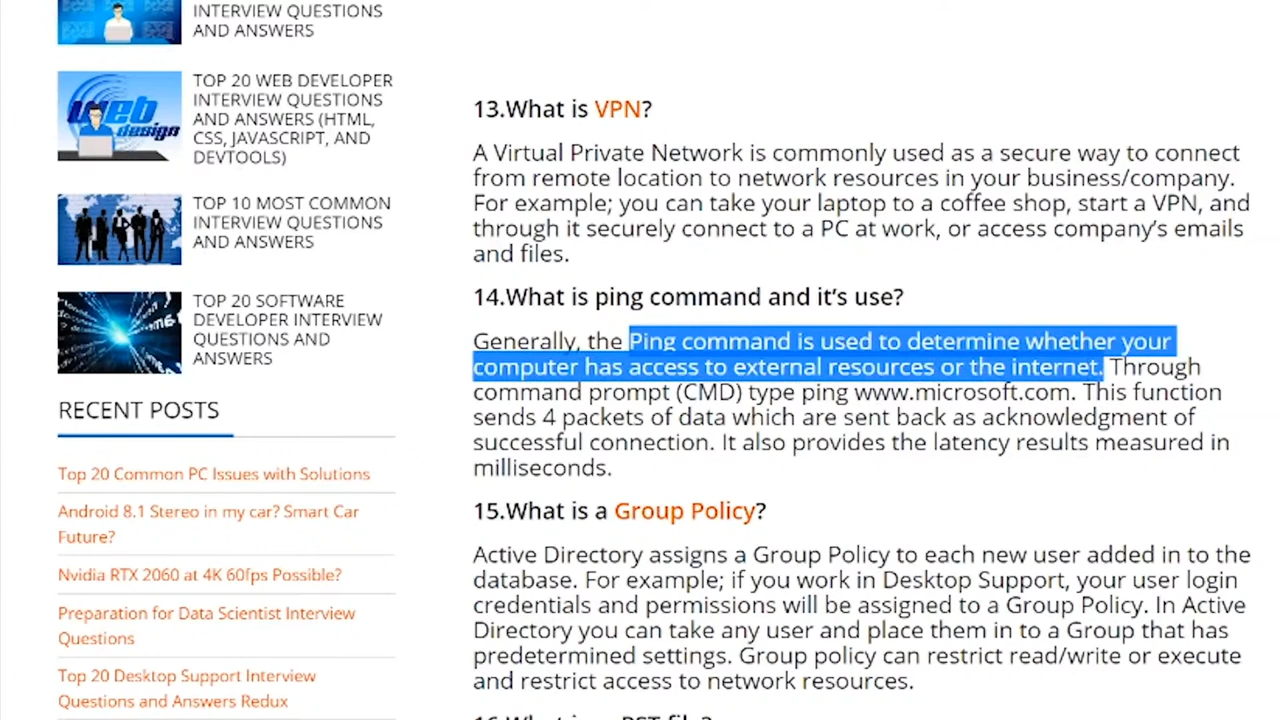 INTERVIEW QUESTIONS
AND ANSWERS
TOP 20 WEB DEVELOPER
INTERVIEW QUESTIONS
AND ANSWERS (HTML,
CSS, JAVASCRIPT, AND
DEVTOOLS)
web
design
TOP 10 MOST COMMON
INTERVIEW QUESTIONS
AND ANSWERS
TOP 20 SOFTWARE
DEVELOPER INTERVIEW
QUESTIONS AND
ANSWERS
RECENT POSTS
Top 20 Common PC Issues with Solutions
Android 8.1 Stereo in my car? Smart Car
Future?
Nvidia RTX 2060 at 4K 60fps Possible?
Preparation for Data Scientist Interview
Questions
Top 20 Desktop Support Interview
Questions and Answers Redux
13.What is VPN?
A Virtual Private Network is commonly used as a secure way to connect
from remote location to network resources in your business/company.
For example; you can take your laptop to a coffee shop, start a VPN, and
through it securely connect to a PC at work, or access company’s emails
and files.
14.What is ping command and it’s use?
Generally, the Ping command is used to determine whether your
computer has access to external resources or the internet. Through
command prompt (CMD) type ping www.microsoft.com. This function
sends 4 packets of data which are sent back as acknowledgment of
successful connection. It also provides the latency results measured in
milliseconds.
15.What is a Group Policy?
Active Directory assigns a Group Policy to each new user added in to the
database. For example; if you work in Desktop Support, your user login
credentials and permissions will be assigned to a Group Policy. In Active
Directory you can take any user and place them in to a Group that has
predetermined settings. Group policy can restrict read/write or execute
and restrict access to network resources.
16.What is a PST file?